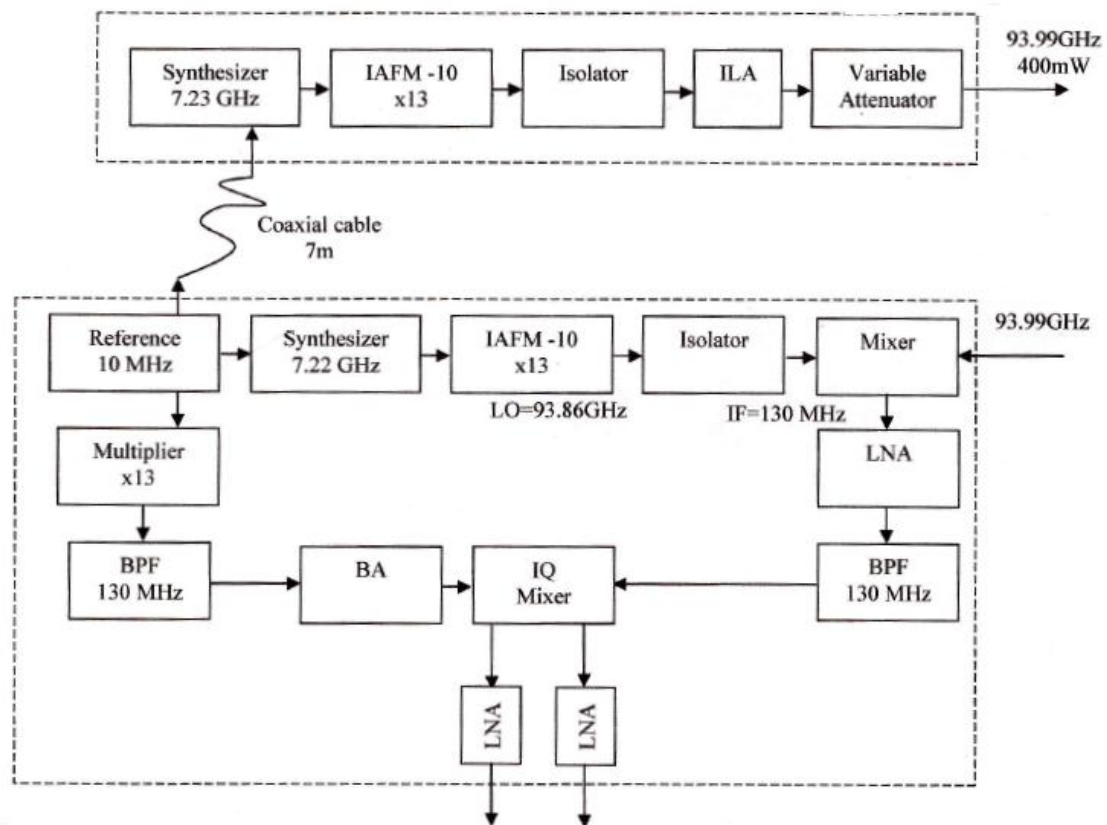 Synthesizer
7.23 GHz
IAFM -10
x13
Isolator
ILA
Variable
Attenuator
93.99GHz
400mW
Coaxial cable
7m
Reference
10 MHz
Synthesizer
7.22 GHz
IAFM -10
x13
Isolator
Mixer
93.99GHz
LO=93.86GHz
IF=130 MHz
Multiplier
x13
LNA
BPF
130 MHz
BA
IQ
Mixer
BPF
130 MHz
LNA
LNA